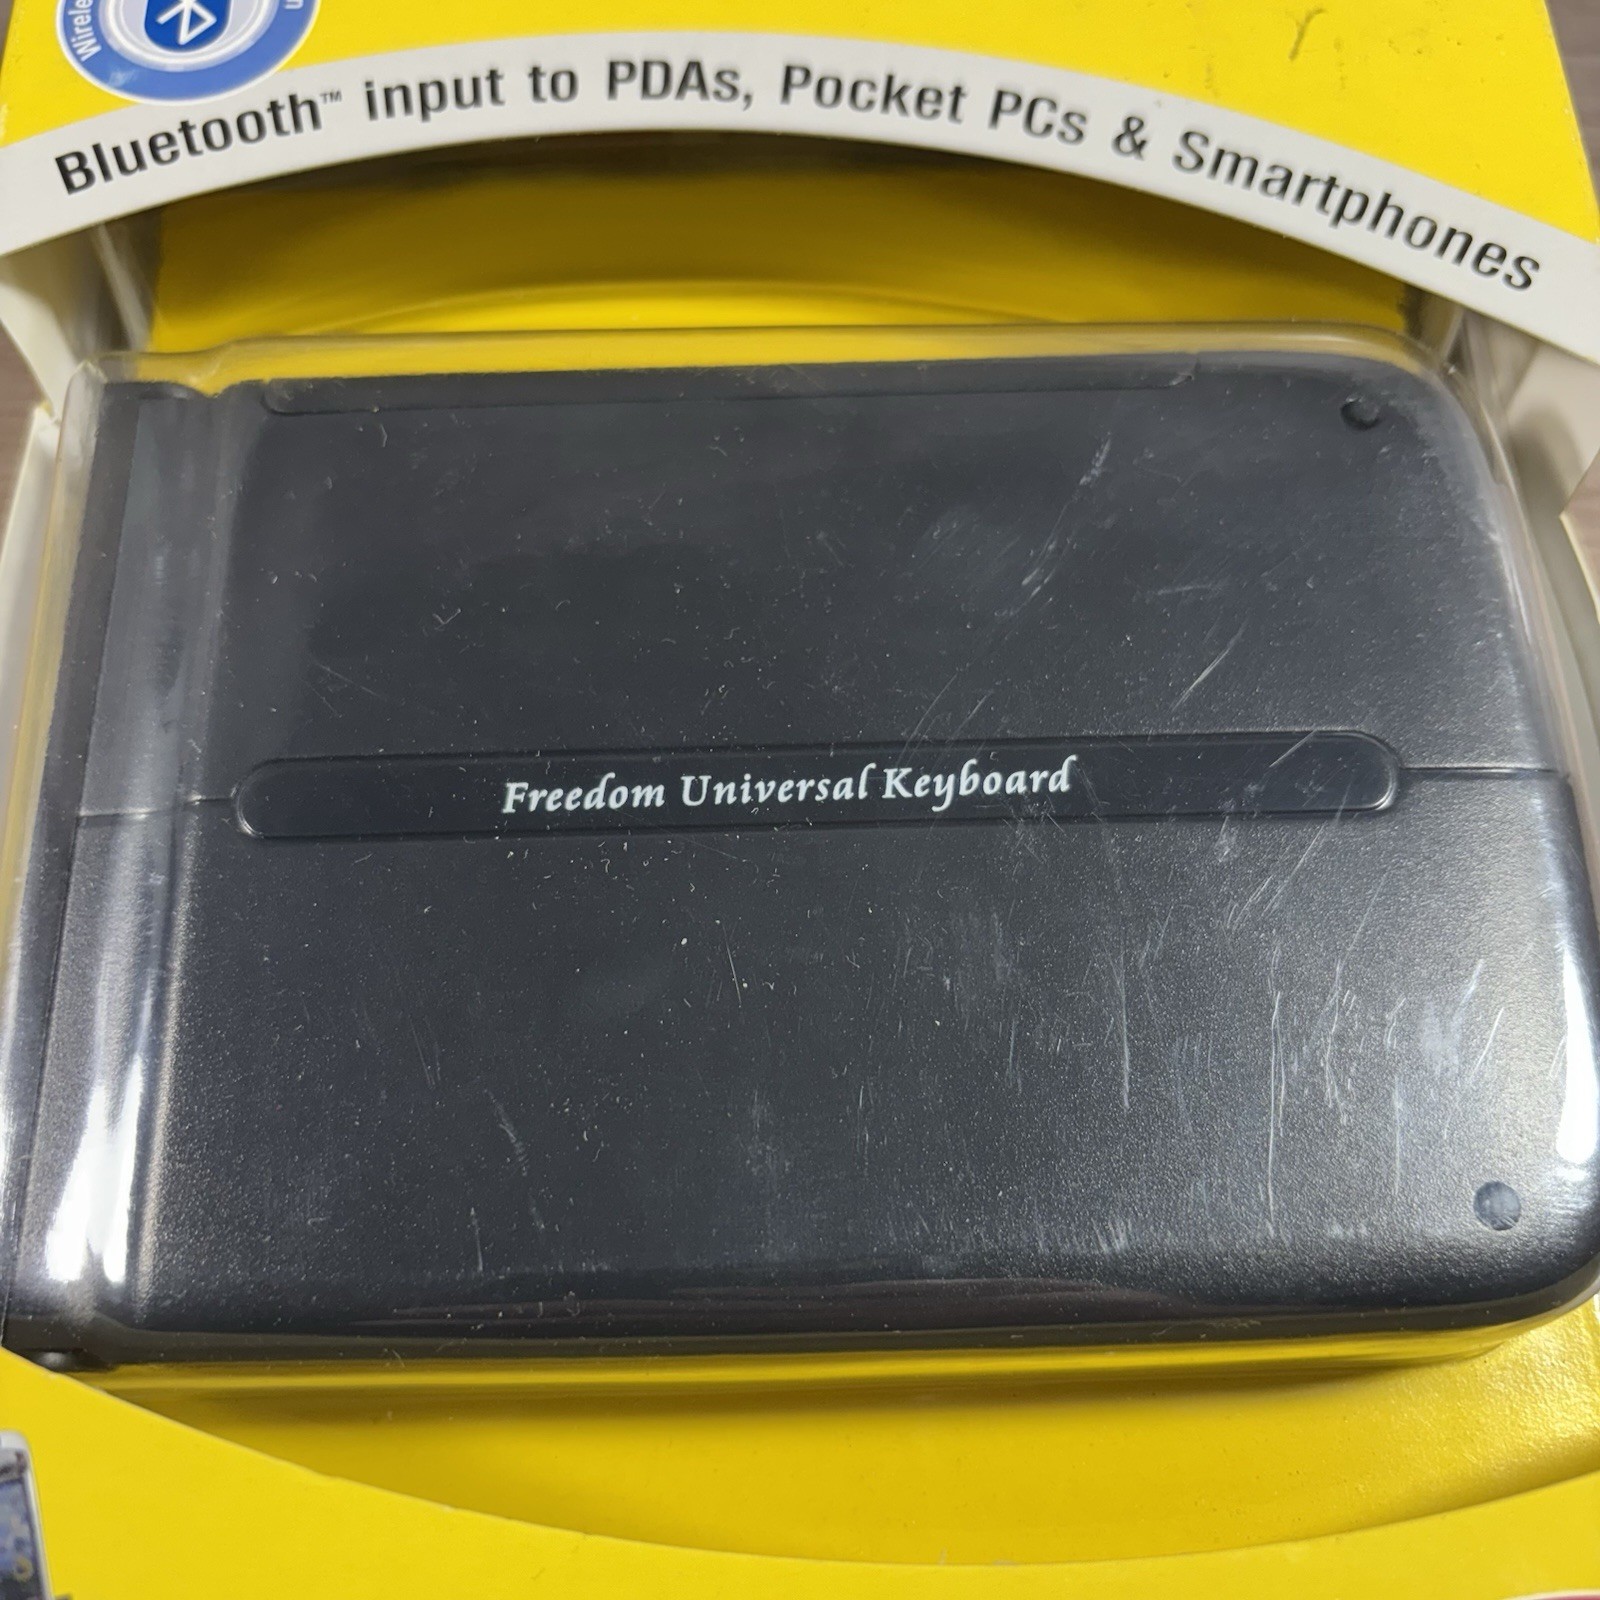 Bluetooth™ input to PDAs, Pocket PCs & Smartphones
Freedom Universal Keyboard